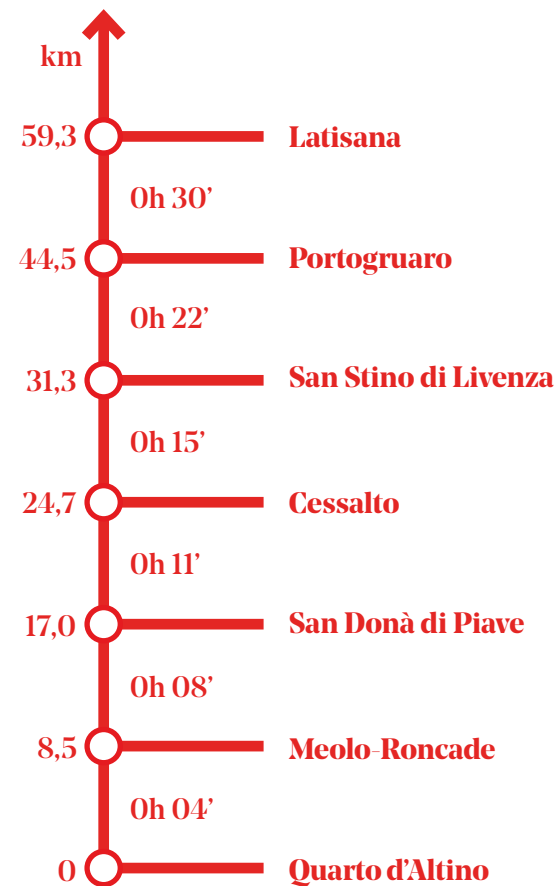 km
59,3 Latisana
0h 30’
44,5 Portogruaro
0h 22’
31,3 San Stino di Livenza
0h 15’
24,7 Cessalto
0h 11’
17,0 San Donà di Piave
0h 08’
8,5 Meolo-Roncade
0h 04’
0 Quarto d’Altino